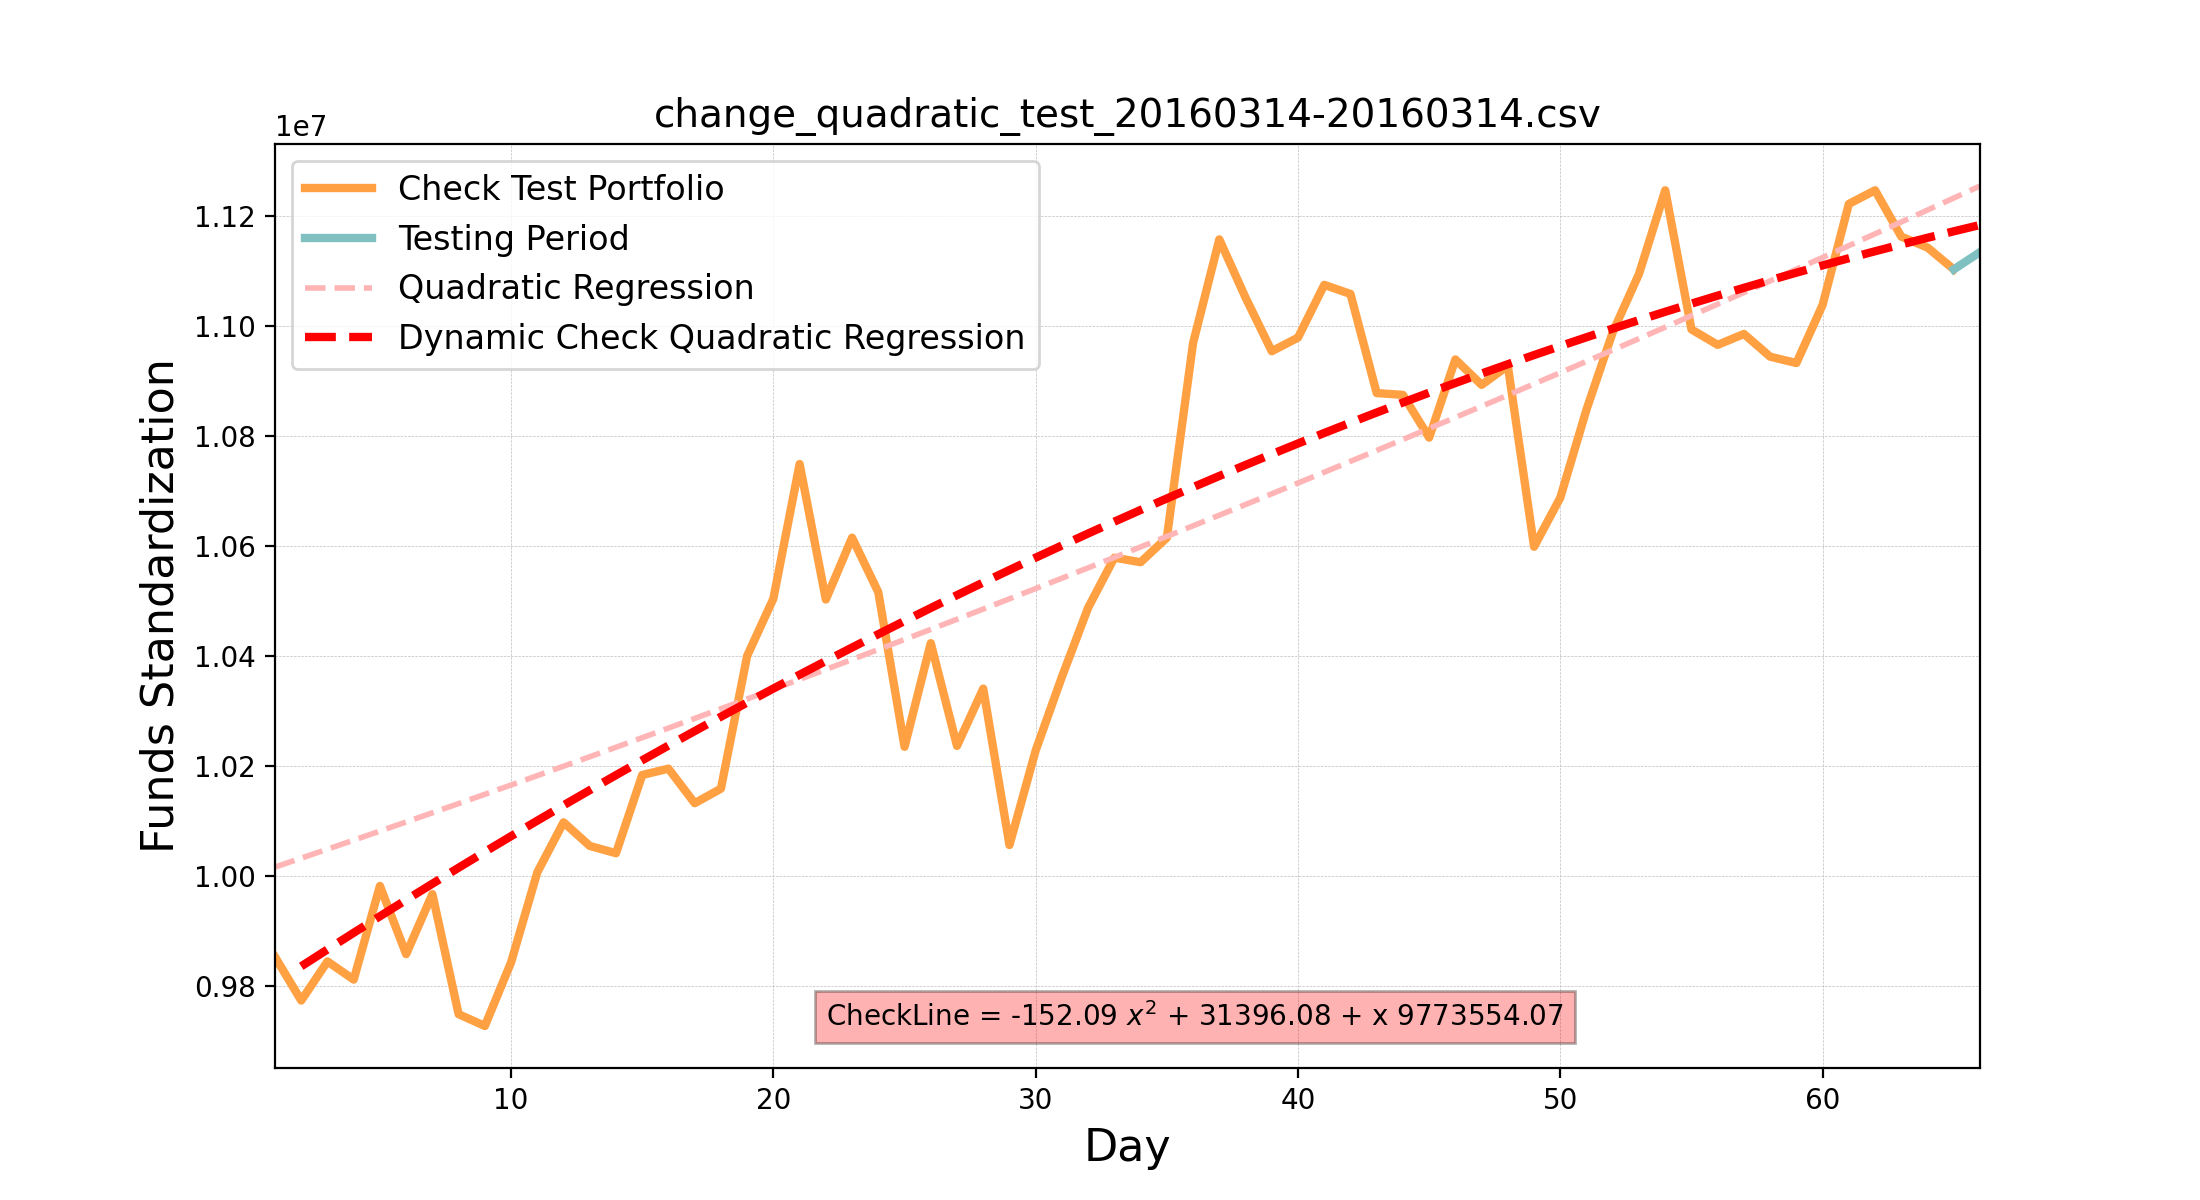 change_quadratic_test_20160314-20160314.csv
1e7
Check Test Portfolio
Testing Period
Quadratic Regression
Dynamic Check Quadratic Regression
1.12
1.10
1.08
1.06
1.04
1.02
1.00
0.98
Funds Standardization
CheckLine = -152.09 x² + 31396.08 + x 9773554.07
10 20 30 40 50 60
Day